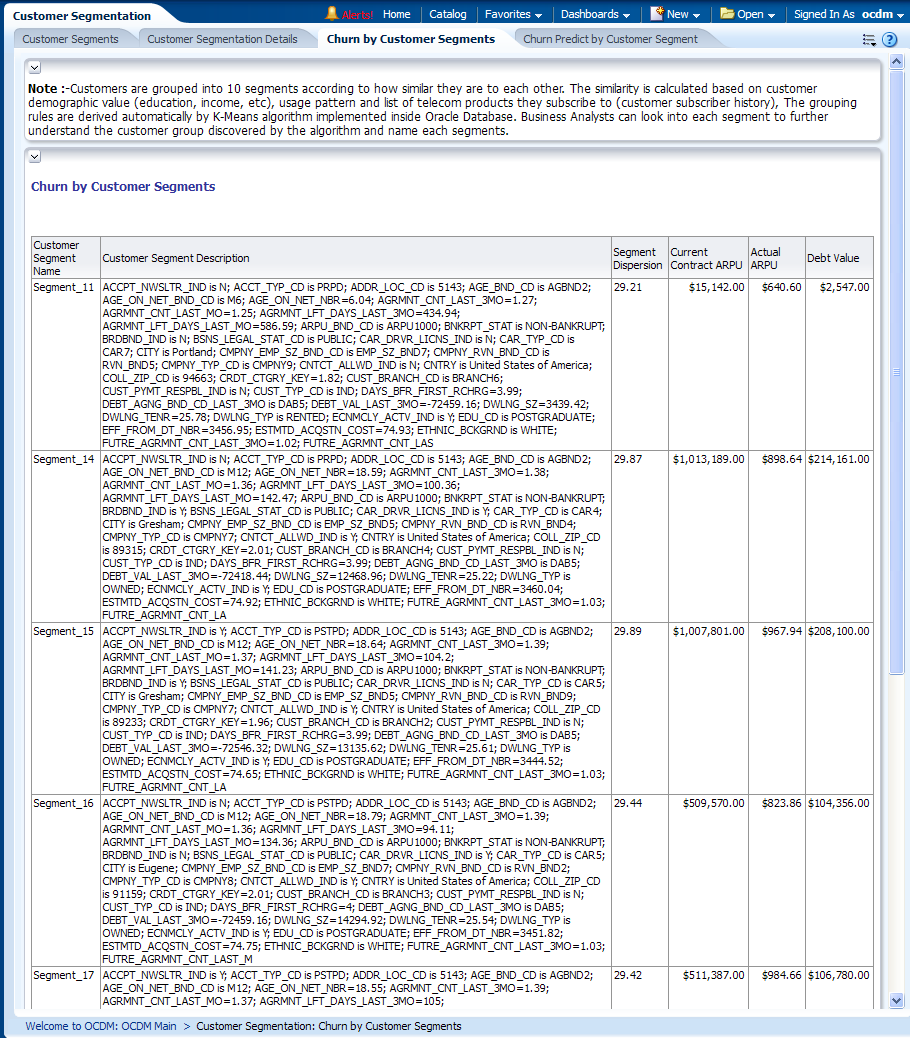 Customer Segmentation
Alerts!
Home
Catalog
Favorites
Dashboards
New
Open
Signed In As ocdm
Customer Segments
Customer Segmentation Details
Churn by Customer Segments
Churn Predict by Customer Segment
Note :-Customers are grouped into 10 segments according to how similar they are to each other. The similarity is calculated based on customer
demographic value (education, income, etc), usage pattern and list of telecom products they subscribe to (customer subscriber history), The grouping
rules are derived automatically by K-Means algorithm implemented inside Oracle Database. Business Analysts can look into each segment to further
understand the customer group discovered by the algorithm and name each segments.
Churn by Customer Segments
Customer
Segment
Name
Customer Segment Description
Segment
Dispersion
Current
Contract ARPU
Actual
ARPU
Debt Value
Segment_11
ACCPT_NWSLTR_IND is N; ACCT_TYP_CD is PRPD; ADDR_LOC_CD is 5143; AGE_BND_CD is AGBND2;
AGE_ON_NET_BND_CD is M6; AGE_ON_NET_NBR=6.04; AGRMNT_CNT_LAST_3MO=1.27;
AGRMNT_CNT_LAST_MO=1.25; AGRMNT_LFT_DAYS_LAST_3MO=434.94;
AGRMNT_LFT_DAYS_LAST_MO=586.59; ARPU_BND_CD is ARPU1000; BNKRPT_STAT is NON-BANKRUPT;
BRDBND_IND is N; BSNS_LEGAL_STAT_CD is PUBLIC; CAR_DRVR_LICNS_IND is N; CAR_TYP_CD is
CAR7; CITY is Portland; CMPNY_EMP_SZ_BND_CD is EMP_SZ_BND7; CMPNY_RVN_BND_CD is
RVN_BND5; CMPNY_TYP_CD is CMPNY9; CNTCT_ALLWD_IND is N; CNTRY is United States of America;
COLL_ZIP_CD is 94663; CRDT_CTGRY_KEY=1.82; CUST_BRANCH_CD is BRANCH6;
CUST_PYMT_RESPBL_IND is N; CUST_TYP_CD is IND; DAYS_BFR_FIRST_RCHRG=3.99;
DEBT_AGNG_BND_CD_LAST_3MO is DAB5; DEBT_VAL_LAST_3MO=-72459.16; DWLNG_SZ=3439.42;
DWLNG_TENR=25.78; DWLNG_TYP is RENTED; ECNMCLY_ACTV_IND is Y; EDU_CD is POSTGRADUATE;
EFF_FROM_DT_NBR=3456.95; ESTMTD_ACQSTN_COST=74.93; ETHNIC_BCKGRND is WHITE;
FUTRE_AGRMNT_CNT_LAST_3MO=1.02; FUTRE_AGRMNT_CNT_LAS
29.21
$15,142.00
$640.60
$2,547.00
Segment_14
ACCPT_NWSLTR_IND is N; ACCT_TYP_CD is PRPD; ADDR_LOC_CD is 5143; AGE_BND_CD is AGBND2;
AGE_ON_NET_BND_CD is M12; AGE_ON_NET_NBR=18.59; AGRMNT_CNT_LAST_3MO=1.38;
AGRMNT_CNT_LAST_MO=1.36; AGRMNT_LFT_DAYS_LAST_3MO=100.36;
AGRMNT_LFT_DAYS_LAST_MO=142.47; ARPU_BND_CD is ARPU1000; BNKRPT_STAT is NON-BANKRUPT;
BRDBND_IND is Y; BSNS_LEGAL_STAT_CD is PUBLIC; CAR_DRVR_LICNS_IND is Y; CAR_TYP_CD is CAR4;
CITY is Gresham; CMPNY_EMP_SZ_BND_CD is EMP_SZ_BND5; CMPNY_RVN_BND_CD is RVN_BND4;
CMPNY_TYP_CD is CMPNY7; CNTCT_ALLWD_IND is Y; CNTRY is United States of America; COLL_ZIP_CD
is 89315; CRDT_CTGRY_KEY=2.01; CUST_BRANCH_CD is BRANCH4; CUST_PYMT_RESPBL_IND is N;
CUST_TYP_CD is IND; DAYS_BFR_FIRST_RCHRG=3.99; DEBT_AGNG_BND_CD_LAST_3MO is DAB5;
DEBT_VAL_LAST_3MO=-72418.44; DWLNG_SZ=12468.96; DWLNG_TENR=25.22; DWLNG_TYP is
OWNED; ECNMCLY_ACTV_IND is Y; EDU_CD is POSTGRADUATE; EFF_FROM_DT_NBR=3460.04;
ESTMTD_ACQSTN_COST=74.92; ETHNIC_BCKGRND is WHITE; FUTRE_AGRMNT_CNT_LAST_3MO=1.03;
FUTRE_AGRMNT_CNT_LA
29.87
$1,013,189.00
$898.64
$214,161.00
Segment_15
ACCPT_NWSLTR_IND is Y; ACCT_TYP_CD is PSTPD; ADDR_LOC_CD is 5143; AGE_BND_CD is AGBND2;
AGE_ON_NET_BND_CD is M12; AGE_ON_NET_NBR=18.64; AGRMNT_CNT_LAST_3MO=1.39;
AGRMNT_CNT_LAST_MO=1.37; AGRMNT_LFT_DAYS_LAST_3MO=104.2;
AGRMNT_LFT_DAYS_LAST_MO=141.23; ARPU_BND_CD is ARPU1000; BNKRPT_STAT is NON-BANKRUPT;
BRDBND_IND is Y; BSNS_LEGAL_STAT_CD is PUBLIC; CAR_DRVR_LICNS_IND is N; CAR_TYP_CD is CAR5;
CITY is Gresham; CMPNY_EMP_SZ_BND_CD is EMP_SZ_BND5; CMPNY_RVN_BND_CD is RVN_BND9;
CMPNY_TYP_CD is CMPNY7; CNTCT_ALLWD_IND is Y; CNTRY is United States of America; COLL_ZIP_CD
is 89233; CRDT_CTGRY_KEY=1.96; CUST_BRANCH_CD is BRANCH2; CUST_PYMT_RESPBL_IND is N;
CUST_TYP_CD is IND; DAYS_BFR_FIRST_RCHRG=3.99; DEBT_AGNG_BND_CD_LAST_3MO is DAB5;
DEBT_VAL_LAST_3MO=-72546.32; DWLNG_SZ=13135.62; DWLNG_TENR=25.61; DWLNG_TYP is
OWNED; ECNMCLY_ACTV_IND is Y; EDU_CD is POSTGRADUATE; EFF_FROM_DT_NBR=3444.52;
ESTMTD_ACQSTN_COST=74.65; ETHNIC_BCKGRND is WHITE; FUTRE_AGRMNT_CNT_LAST_3MO=1.03;
FUTRE_AGRMNT_CNT_LA
29.89
$1,007,801.00
$967.94
$208,100.00
Segment_16
ACCPT_NWSLTR_IND is N; ACCT_TYP_CD is PSTPD; ADDR_LOC_CD is 5143; AGE_BND_CD is AGBND2;
AGE_ON_NET_BND_CD is M12; AGE_ON_NET_NBR=18.79; AGRMNT_CNT_LAST_3MO=1.39;
AGRMNT_CNT_LAST_MO=1.36; AGRMNT_LFT_DAYS_LAST_3MO=94.11;
AGRMNT_LFT_DAYS_LAST_MO=134.36; ARPU_BND_CD is ARPU1000; BNKRPT_STAT is NON-BANKRUPT;
BRDBND_IND is N; BSNS_LEGAL_STAT_CD is PUBLIC; CAR_DRVR_LICNS_IND is Y; CAR_TYP_CD is CAR5;
CITY is Eugene; CMPNY_EMP_SZ_BND_CD is EMP_SZ_BND7; CMPNY_RVN_BND_CD is RVN_BND2;
CMPNY_TYP_CD is CMPNY8; CNTCT_ALLWD_IND is Y; CNTRY is United States of America; COLL_ZIP_CD
is 91159; CRDT_CTGRY_KEY=2.01; CUST_BRANCH_CD is BRANCH3; CUST_PYMT_RESPBL_IND is N;
CUST_TYP_CD is IND; DAYS_BFR_FIRST_RCHRG=4; DEBT_AGNG_BND_CD_LAST_3MO is DAB5;
DEBT_VAL_LAST_3MO=-72459.16; DWLNG_SZ=14294.92; DWLNG_TENR=25.54; DWLNG_TYP is
OWNED; ECNMCLY_ACTV_IND is Y; EDU_CD is POSTGRADUATE; EFF_FROM_DT_NBR=3451.82;
ESTMTD_ACQSTN_COST=74.75; ETHNIC_BCKGRND is WHITE; FUTRE_AGRMNT_CNT_LAST_3MO=1.03;
FUTRE_AGRMNT_CNT_LAST_M
29.44
$509,570.00
$823.86
$104,356.00
Segment_17
ACCPT_NWSLTR_IND is Y; ACCT_TYP_CD is PSTPD; ADDR_LOC_CD is 5143; AGE_BND_CD is AGBND2;
AGE_ON_NET_BND_CD is M12; AGE_ON_NET_NBR=18.55; AGRMNT_CNT_LAST_3MO=1.39;
AGRMNT_CNT_LAST_MO=1.37; AGRMNT_LFT_DAYS_LAST_3MO=105;
29.42
$511,387.00
$984.66
$106,780.00
Welcome to OCDM: OCDM Main > Customer Segmentation: Churn by Customer Segments